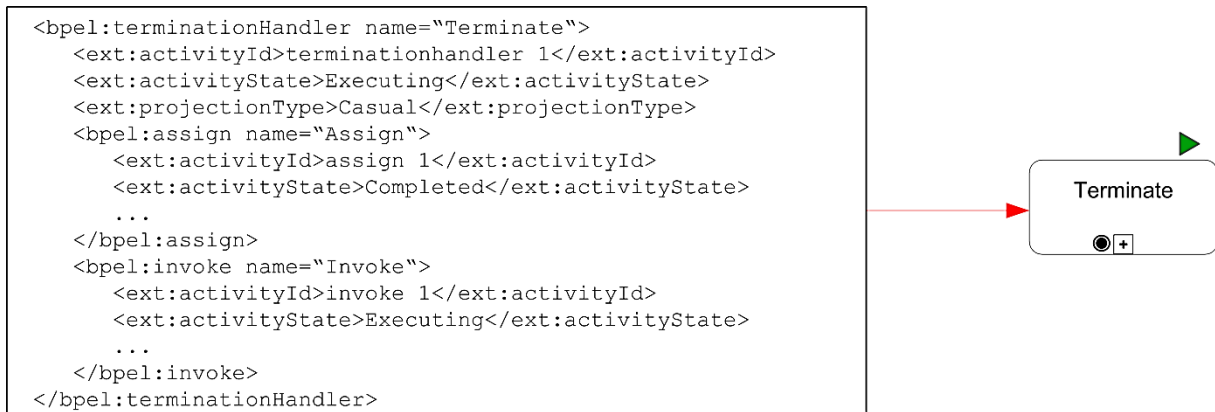 <bpel:terminationHandler name=“Terminate“>
<ext:activityId>terminationhandler 1</ext:activityId>
<ext:activityState>Executing</ext:activityState>
<ext:projectionType>Casual</ext:projectionType>
<bpel:assign name=“Assign“>
<ext:activityId>assign 1</ext:activityId>
<ext:activityState>Completed</ext:activityState>
...
</bpel:assign>
<bpel:invoke name=“Invoke“>
<ext:activityId>invoke 1</ext:activityId>
<ext:activityState>Executing</ext:activityState>
...
</bpel:invoke>
</bpel:terminationHandler>
Terminate